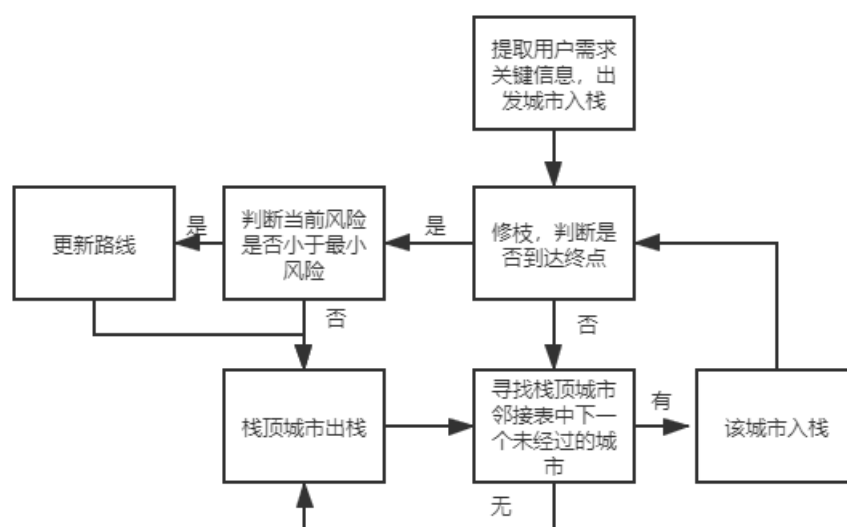 提取用户需求
关键信息，出
发城市入栈
更新路线
是
判断当前风险
是否小于最小
风险
是
修枝，判断是
否到达终点
否
否
栈顶城市出栈
寻找栈顶城市
邻接表中下一
个未经过的城
市
有
该城市入栈
无